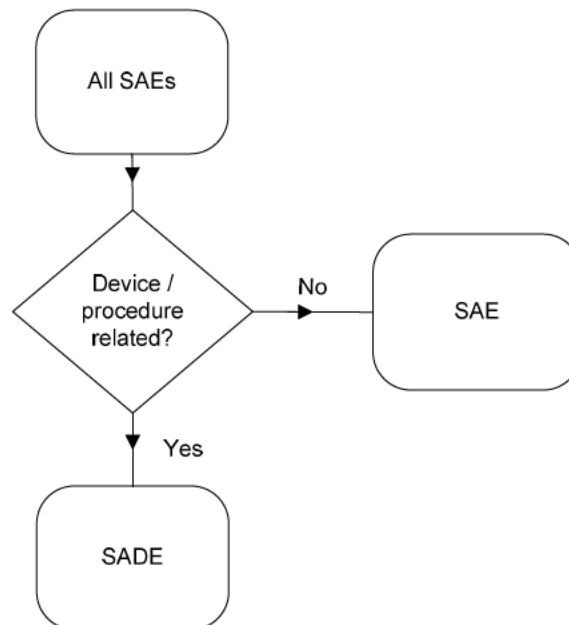 All SAEs
Device /
procedure
related?
No
SAE
Yes
SADE